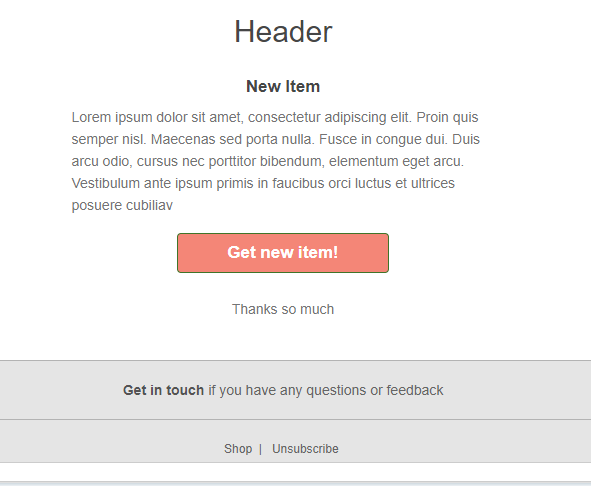 Header
New Item
Lorem ipsum dolor sit amet, consectetur adipiscing elit. Proin quis
semper nisl. Maecenas sed porta nulla. Fusce in congue dui. Duis
arcu odio, cursus nec porttitor bibendum, elementum eget arcu.
Vestibulum ante ipsum primis in faucibus orci luctus et ultrices
posuere cubiliav
Get new item!
Thanks so much
Get in touch if you have any questions or feedback
Shop | Unsubscribe